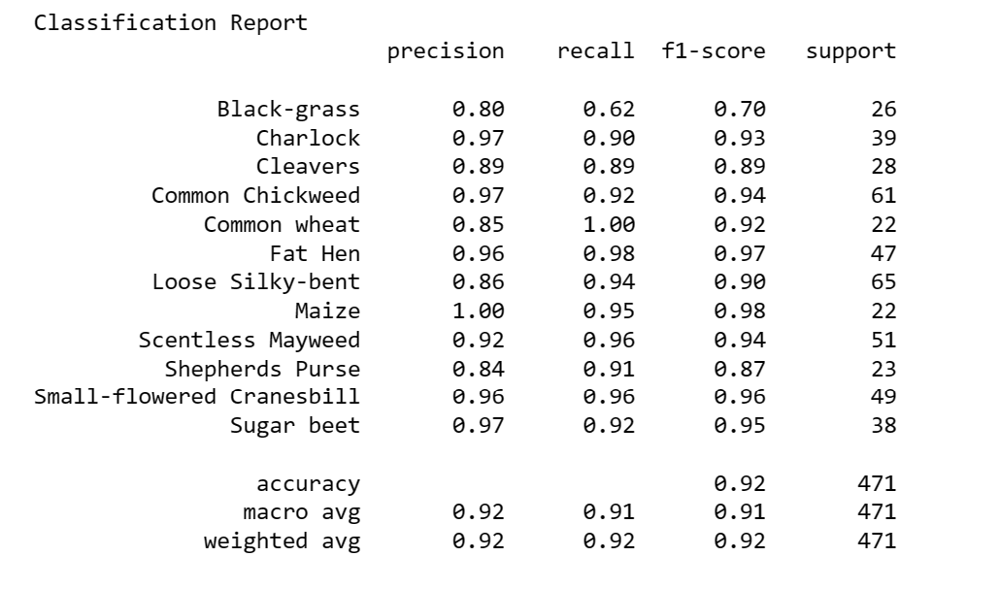 Classification Report
precision recall f1-score support
Black-grass 0.80 0.62 0.70 26
Charlock 0.97 0.90 0.93 39
Cleavers 0.89 0.89 0.89 28
Common Chickweed 0.97 0.92 0.94 61
Common wheat 0.85 1.00 0.92 22
Fat Hen 0.96 0.98 0.97 47
Loose Silky-bent 0.86 0.94 0.90 65
Maize 1.00 0.95 0.98 22
Scentless Mayweed 0.92 0.96 0.94 51
Shepherds Purse 0.84 0.91 0.87 23
Small-flowered Cranesbill 0.96 0.96 0.96 49
Sugar beet 0.97 0.92 0.95 38
accuracy 0.92 471
macro avg 0.92 0.91 0.91 471
weighted avg 0.92 0.92 0.92 471